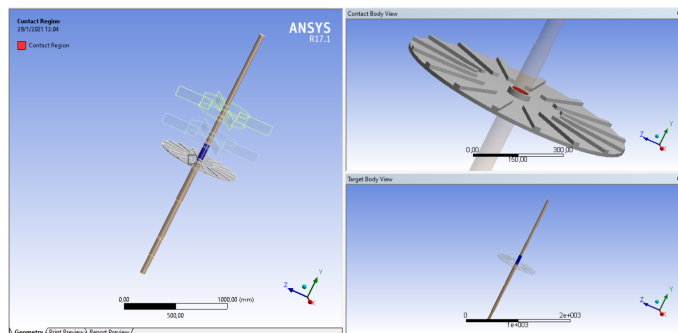 Contact Region
29/1/2021 12:04
Contact Region
ANSYS
R17.1
0,00
1000,00 (mm)
500,00
Z
Y
X
Geometry / Print Preview / Report Preview /
Contact Body View
0,00
300,00
150,00
Z
Y
X
Target Body View
0,00
2e+003
1e+003
Z
Y
X